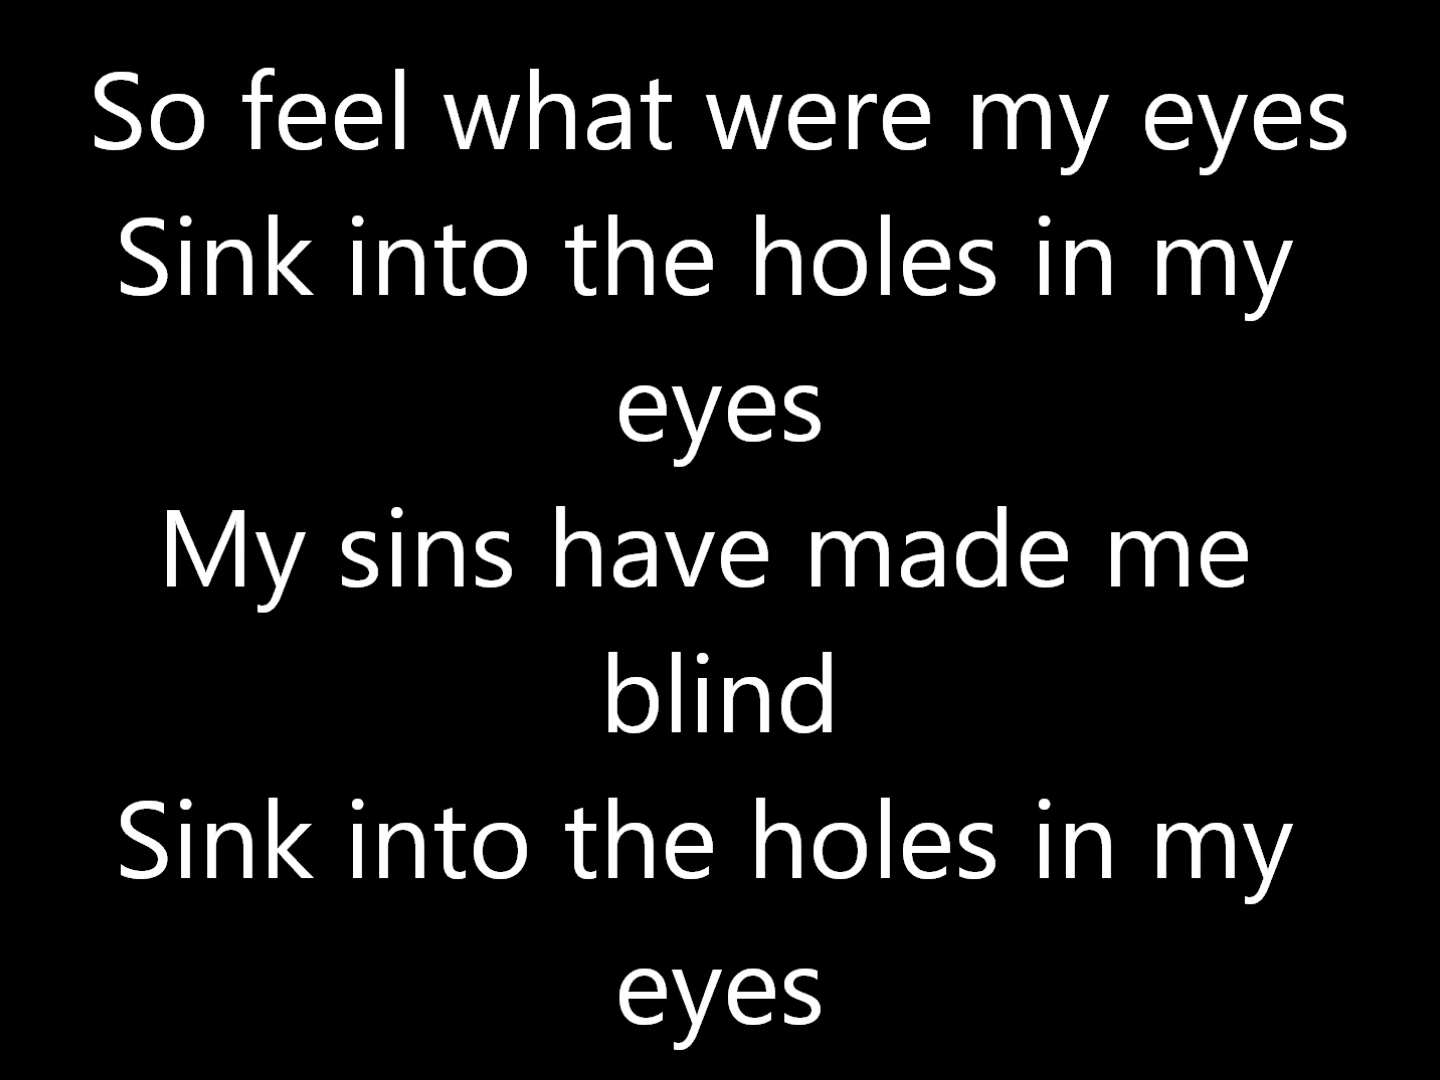 So feel what were my eyes
Sink into the holes in my
eyes
My sins have made me
blind
Sink into the holes in my
eyes